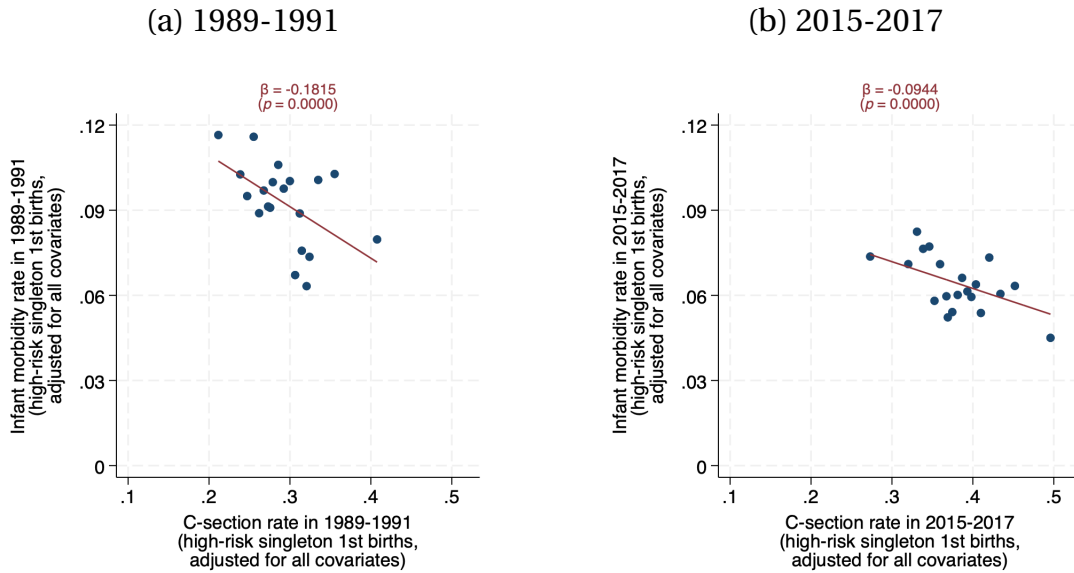 (a) 1989-1991
β = -0.1815
(p = 0.0000)
Infant morbidity rate in 1989-1991
(high-risk singleton 1st births,
adjusted for all covariates)
.12
.09
.06
.03
0
.1 .2 .3 .4 .5
C-section rate in 1989-1991
(high-risk singleton 1st births,
adjusted for all covariates)
(b) 2015-2017
β = -0.0944
(p = 0.0000)
Infant morbidity rate in 2015-2017
(high-risk singleton 1st births,
adjusted for all covariates)
.12
.09
.06
.03
0
.1 .2 .3 .4 .5
C-section rate in 2015-2017
(high-risk singleton 1st births,
adjusted for all covariates)